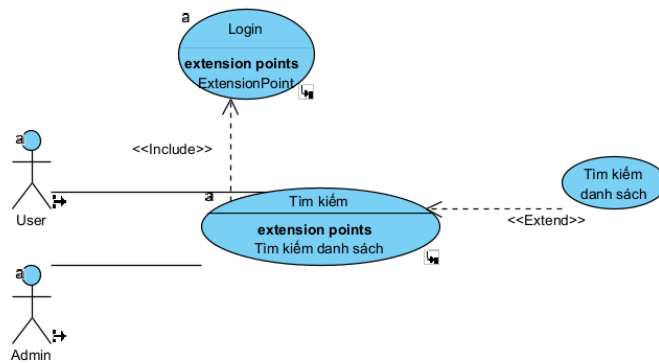 a
Login
extension points
ExtensionPoint
<<Include>>
a
User
a
Tìm kiếm
extension points
Tìm kiếm danh sách
Tìm kiếm
danh sách
<<Extend>>
a
Admin